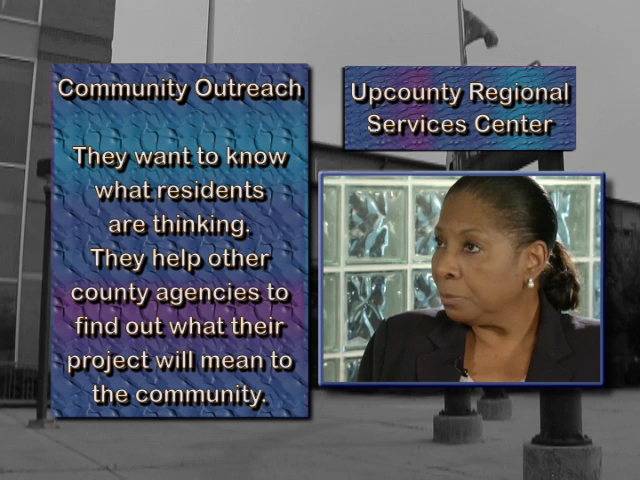 Community Outreach
They want to know
what residents
are thinking.
They help other
county agencies to
find out what their
project will mean to
the community.
Upcounty Regional
Services Center